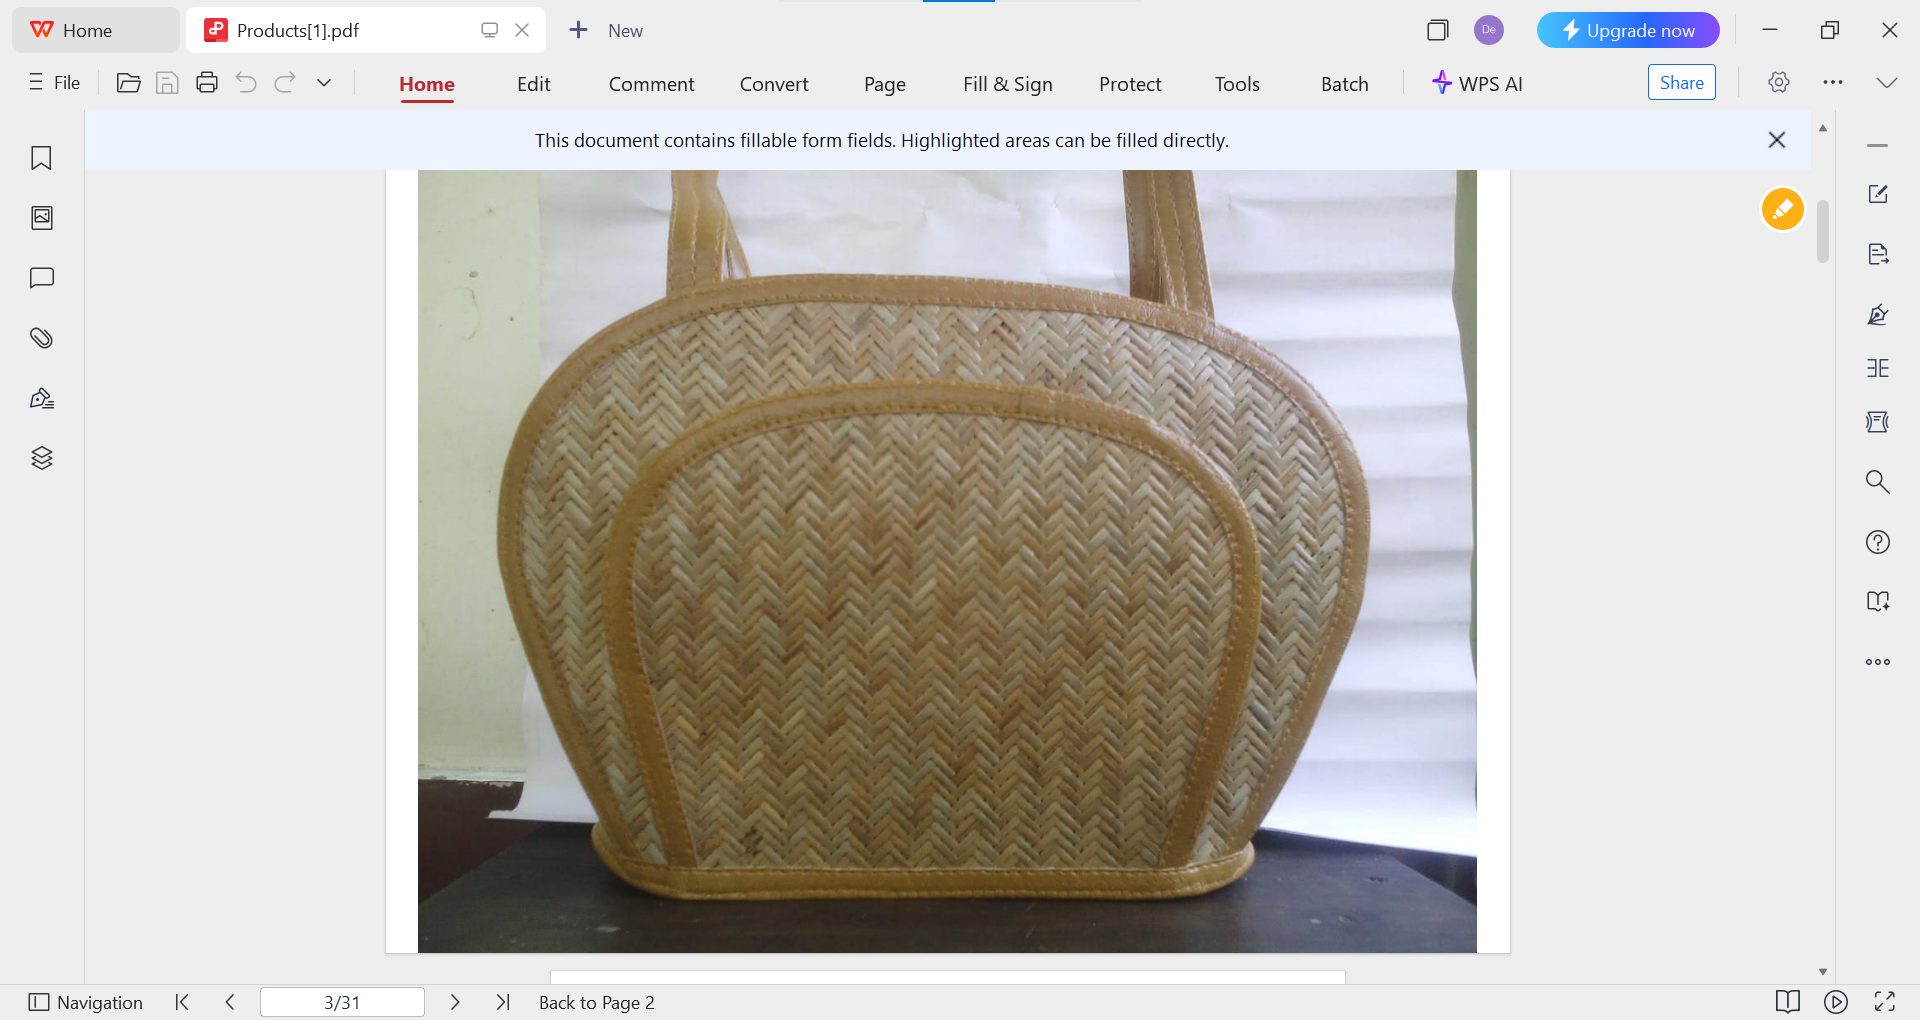 Home
Products[1].pdf
New
De
Upgrade now
File
Home
Edit
Comment
Convert
Page
Fill & Sign
Protect
Tools
Batch
WPS AI
Share
This document contains fillable form fields. Highlighted areas can be filled directly.
Navigation
3/31
Back to Page 2